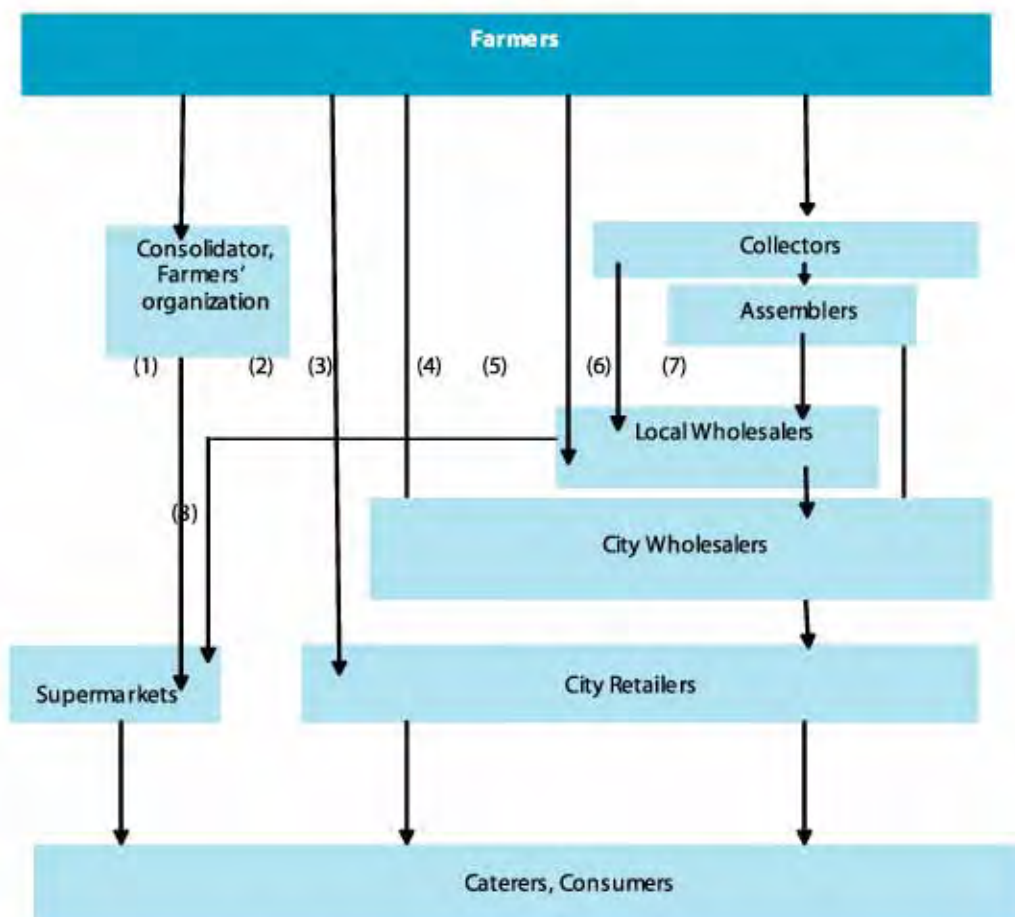 Farmers
Consolidator,
Farmers'
organization
Collectors
Assemblers
(1) (2) (3) (4) (5) (6) (7)
Local Wholesalers
(8)
City Wholesalers
Supermarkets
City Retailers
Caterers, Consumers